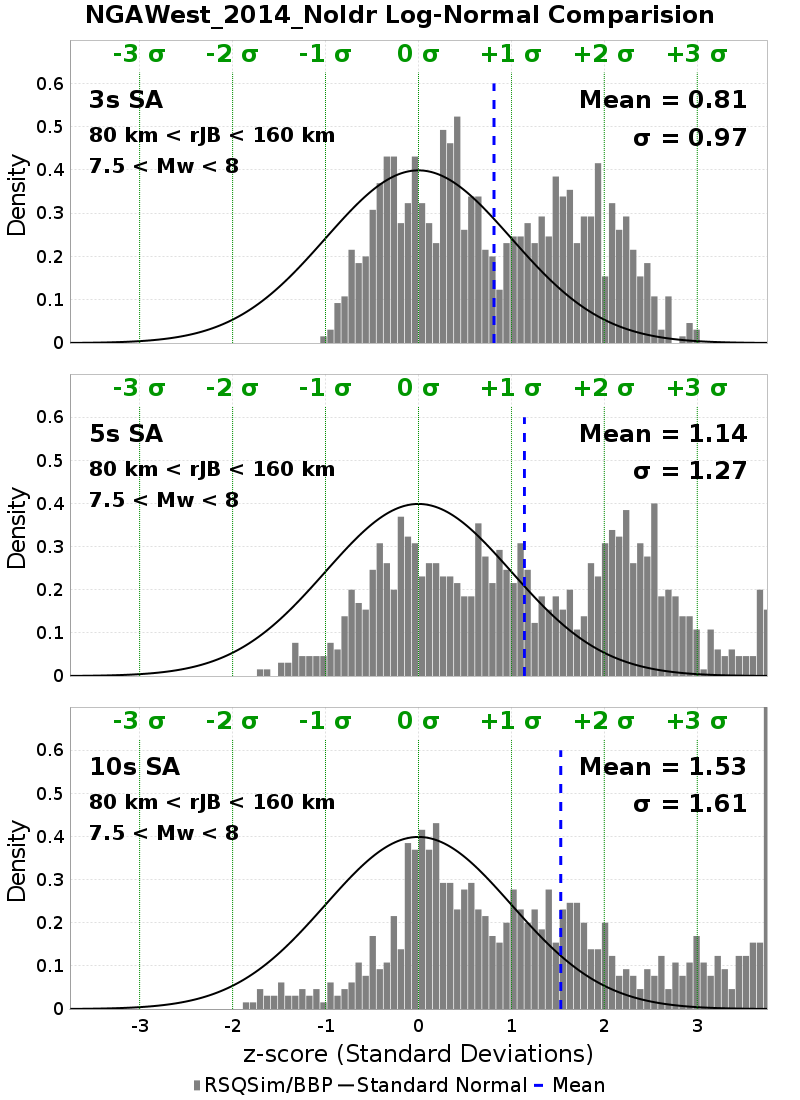 NGAWest_2014_NoIdr Log-Normal Comparision
-3 σ -2 σ -1 σ 0 σ +1 σ +2 σ +3 σ
3s SA
80 km < rJB < 160 km
7.5 < Mw < 8
Mean = 0.81
σ = 0.97
Density
0.6
0.5
0.4
0.3
0.2
0.1
0
-3 σ -2 σ -1 σ 0 σ +1 σ +2 σ +3 σ
5s SA
80 km < rJB < 160 km
7.5 < Mw < 8
Mean = 1.14
σ = 1.27
Density
0.6
0.5
0.4
0.3
0.2
0.1
0
-3 σ -2 σ -1 σ 0 σ +1 σ +2 σ +3 σ
10s SA
80 km < rJB < 160 km
7.5 < Mw < 8
Mean = 1.53
σ = 1.61
Density
0.6
0.5
0.4
0.3
0.2
0.1
0
-3 -2 -1 0 1 2 3
z-score (Standard Deviations)
RSQSim/BBP Standard Normal Mean